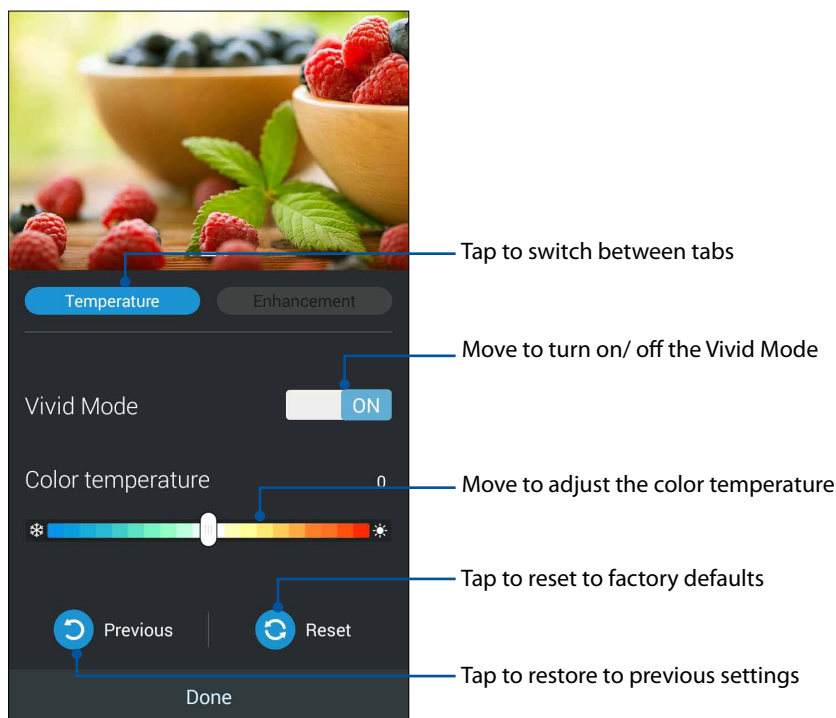 Tap to switch between tabs
Temperature
Enhancement
Move to turn on/ off the Vivid Mode
Vivid Mode
ON
Color temperature
0
Move to adjust the color temperature
Tap to reset to factory defaults
Previous
Reset
Tap to restore to previous settings
Done